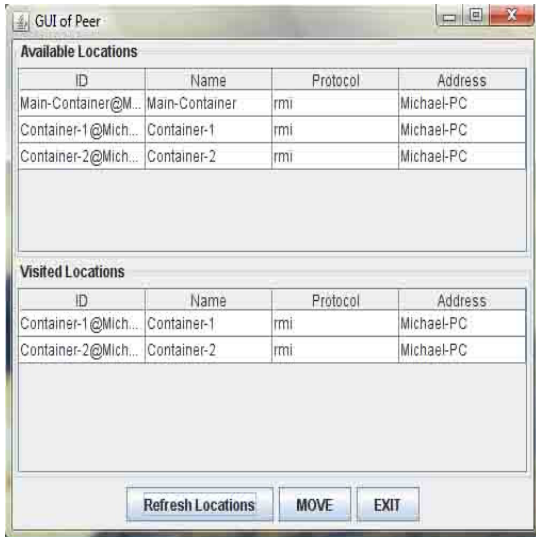 GUI of Peer
Available Locations
ID Name Protocol Address
Main-Container@M... Main-Container rmi Michael-PC
Container-1@Mich... Container-1 rmi Michael-PC
Container-2@Mich... Container-2 rmi Michael-PC
Visited Locations
ID Name Protocol Address
Container-1@Mich... Container-1 rmi Michael-PC
Container-2@Mich... Container-2 rmi Michael-PC
Refresh Locations MOVE EXIT